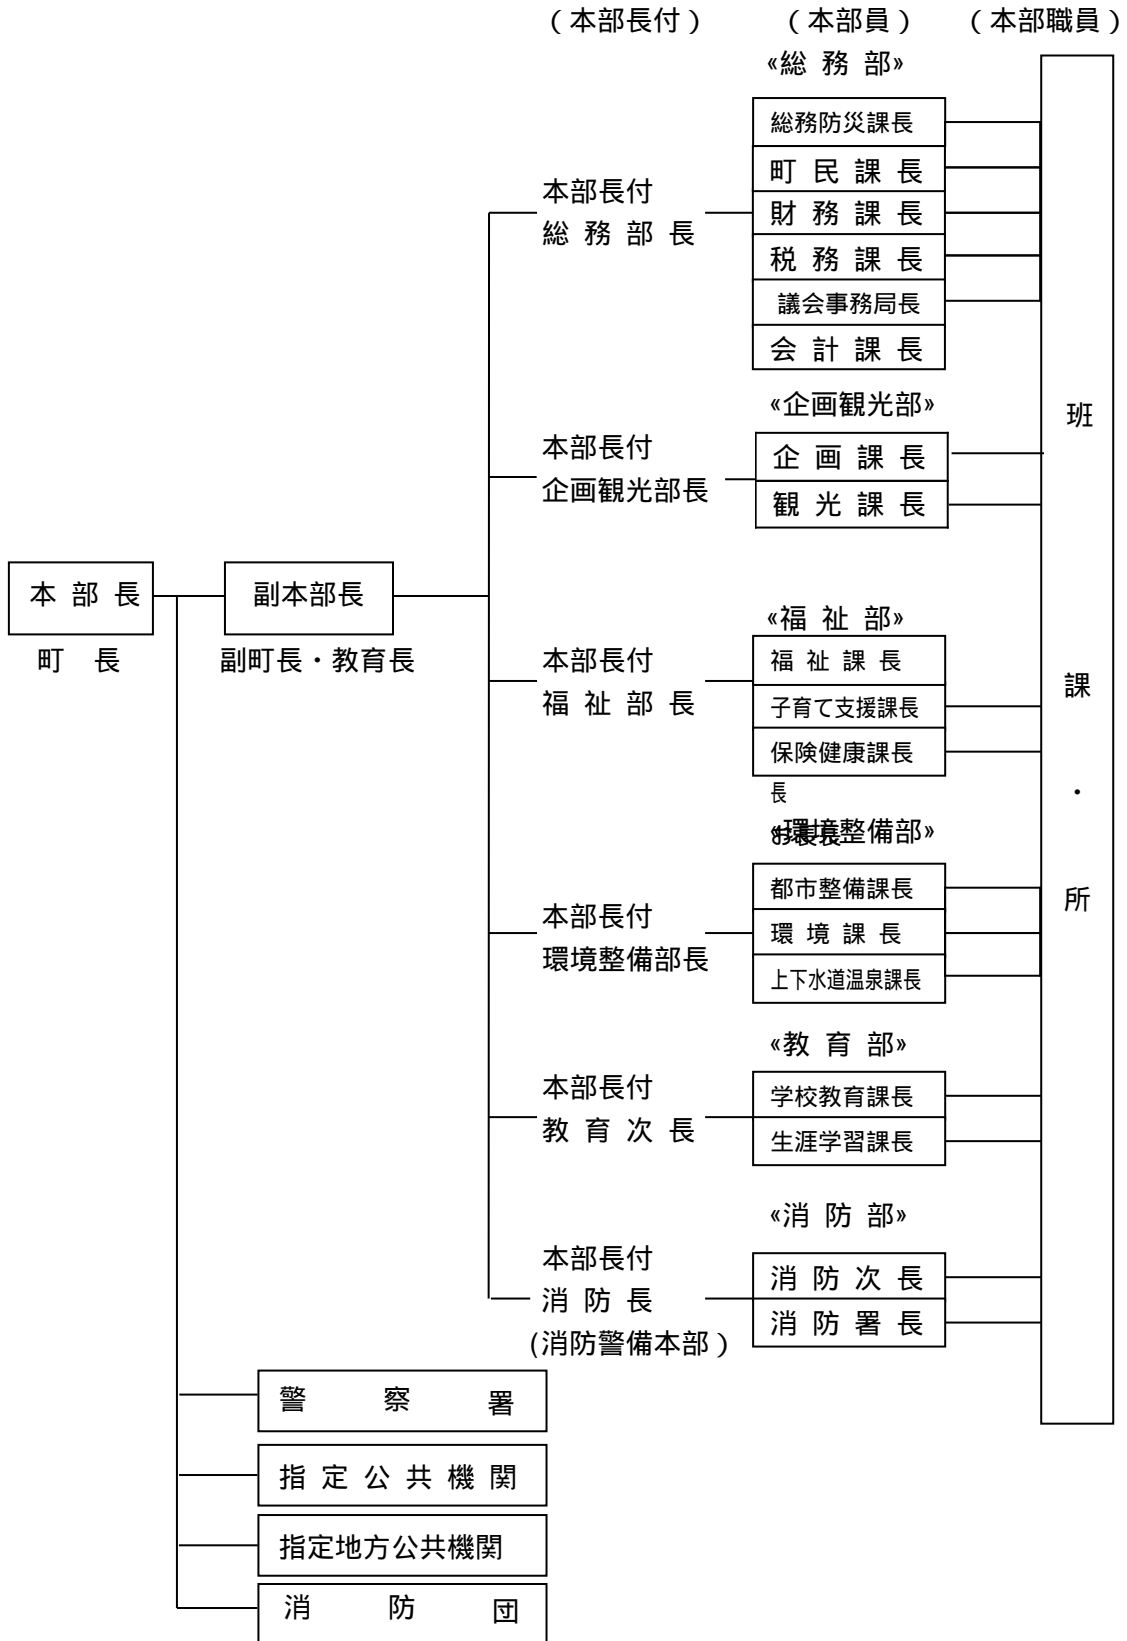 （本部長付） （本部員） （本部職員）
«総 務 部»
総務防災課長
町 民 課 長
本部長付
総 務 部 長
財 務 課 長
税 務 課 長
議会事務局長
会 計 課 長
«企画観光部»
本部長付
企画観光部長
企 画 課 長
観 光 課 長
本 部 長
町 長
副本部長
副町長・教育長
«福 祉 部»
本部長付
福 祉 部 長
福 祉 課 長
子育て支援課長
保険健康課長
長
«環境整備部»
本部長付
環境整備部長
都市整備課長
環 境 課 長
上下水道温泉課長
«教 育 部»
本部長付
教 育 次 長
学校教育課長
生涯学習課長
«消 防 部»
本部長付
消 防 長
(消防警備本部）
消 防 次 長
消 防 署 長
班 課 ・ 所
警 察 署
指 定 公 共 機 関
指定地方公共機関
消 防 団